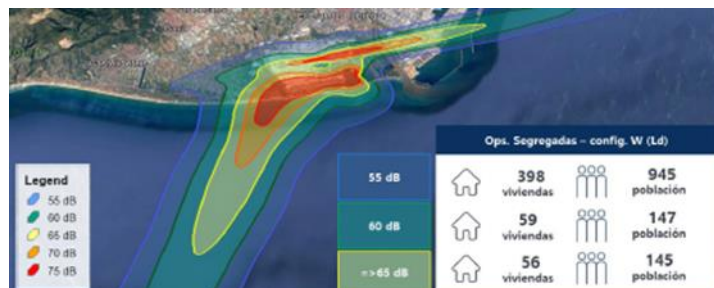 Legend
55 dB
60 dB
65 dB
70 dB
75 dB
55 dB
60 dB
=>65 dB
Ops. Segregadas – config. W (Ld)
398
viviendas
945
población
59
viviendas
147
población
56
viviendas
145
población